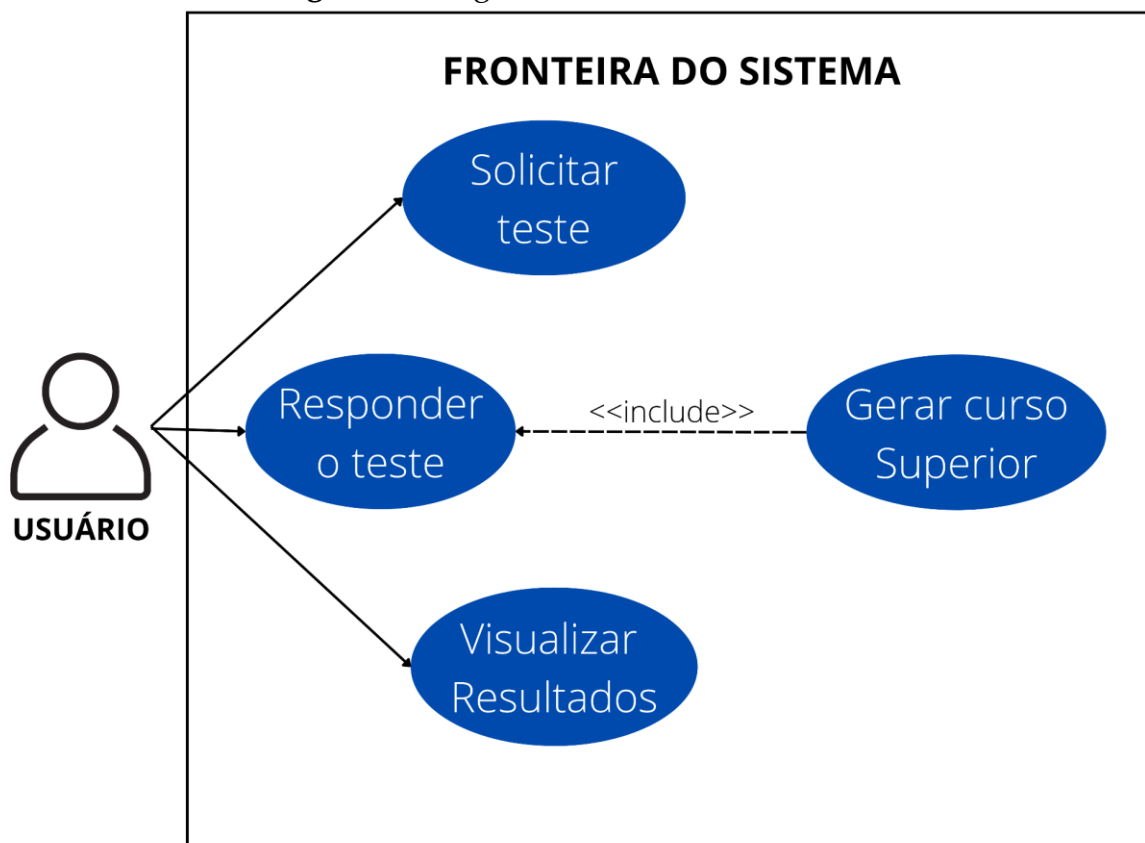 FRONTEIRA DO SISTEMA
Solicitar
teste
Responder
o teste
<<include>>
Gerar curso
Superior
USUÁRIO
Visualizar
Resultados